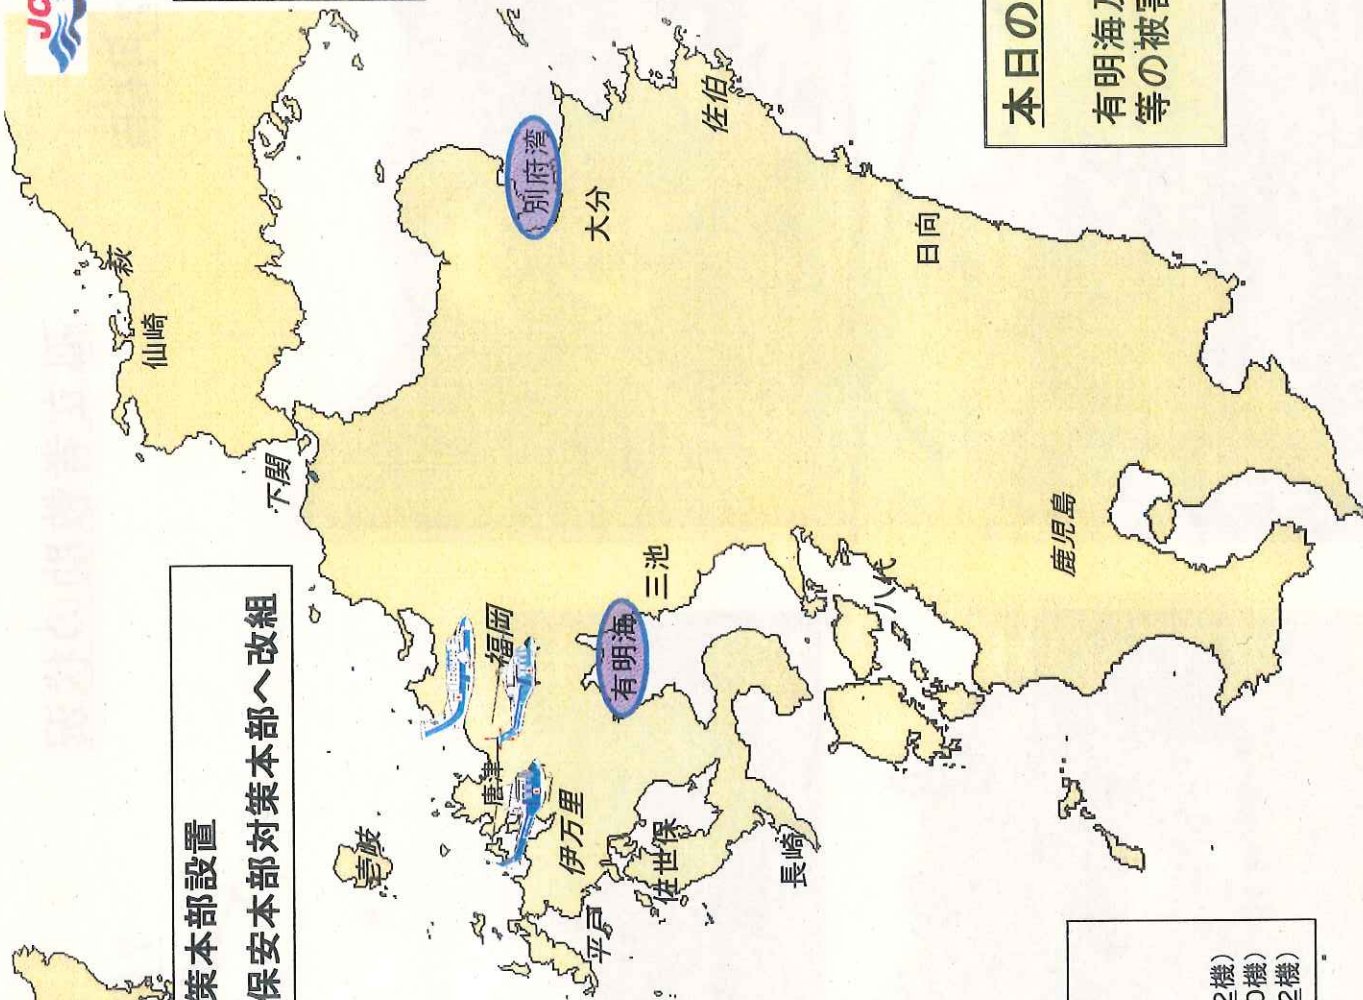 JC
策本部設置
保安本部対策本部へ改組
萩
仙崎
下関
壱岐
福岡
唐津
伊万里
平戸
佐世保
長崎
有明海
三池
八代
別府湾
大分
佐伯
日向
鹿児島
本日の
有明海及
等の被害
2機）
0機）
2機）